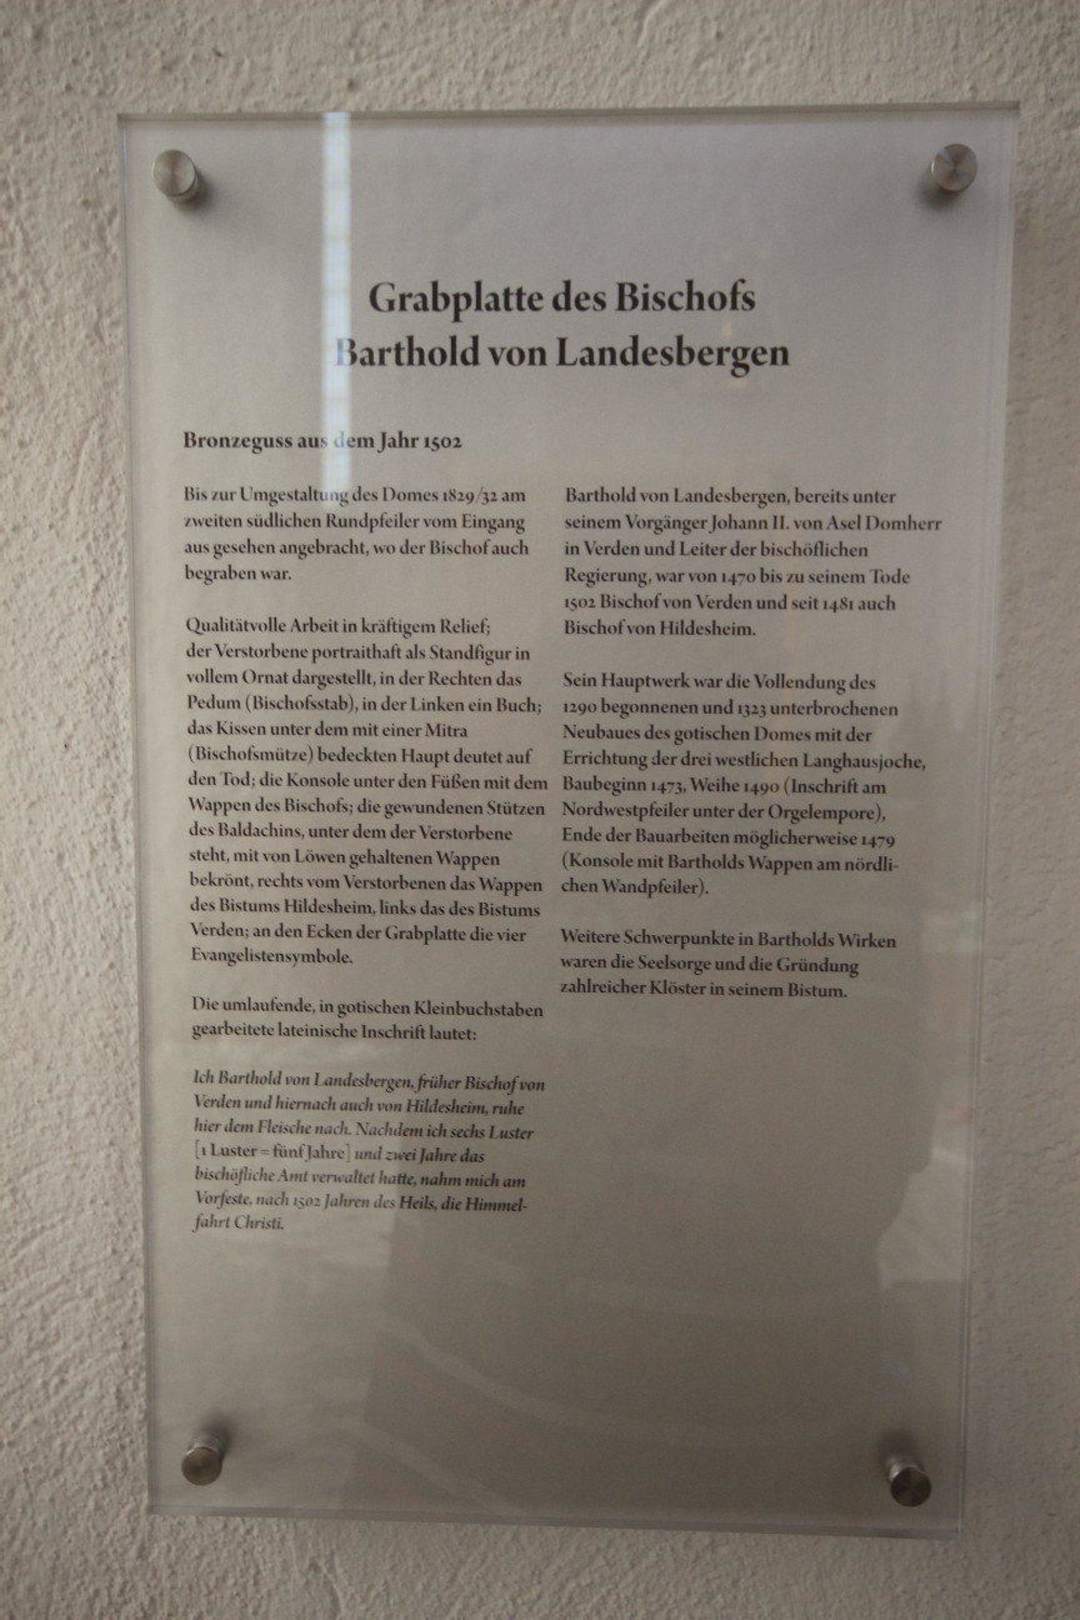 Grabplatte des Bischofs
Barthold von Landesbergen
Bronzeguss aus dem Jahr 1502
Bis zur Umgestaltung des Domes 1829/32 am
zweiten südlichen Rundpfeiler vom Eingang
aus gesehen angebracht, wo der Bischof auch
begraben war.
Qualitätvolle Arbeit in kräftigem Relief;
der Verstorbene portraithaft als Standfigur in
vollem Ornat dargestellt, in der Rechten das
Pedum (Bischofsstab), in der Linken ein Buch;
das Kissen unter dem mit einer Mitra
(Bischofsmütze) bedeckten Haupt deutet auf
den Tod; die Konsole unter den Füßen mit dem
Wappen des Bischofs; die gewundenen Stützen
des Baldachins, unter dem der Verstorbene
steht, mit von Löwen gehaltenen Wappen
bekrönt, rechts vom Verstorbenen das Wappen
des Bistums Hildesheim, links das des Bistums
Verden; an den Ecken der Grabplatte die vier
Evangelistensymbole.
Die umlaufende, in gotischen Kleinbuchstaben
gearbeitete lateinische Inschrift lautet:
Ich Barthold von Landesbergen, früher Bischof von
Verden und hiernach auch von Hildesheim, ruhe
hier dem Fleische nach. Nachdem ich sechs Luster
[1 Luster = fünf Jahre] und zwei Jahre das
bischöfliche Amt verwaltet hatte, nahm mich am
Vorfeste, nach 1502 Jahren des Heils, die Himmel-
fahrt Christi.
Barthold von Landesbergen, bereits unter
seinem Vorgänger Johann II. von Asel Domherr
in Verden und Leiter der bischöflichen
Regierung, war von 1470 bis zu seinem Tode
1502 Bischof von Verden und seit 1481 auch
Bischof von Hildesheim.
Sein Hauptwerk war die Vollendung des
1290 begonnenen und 1323 unterbrochenen
Neubaues des gotischen Domes mit der
Errichtung der drei westlichen Langhausjoche,
Baubeginn 1473, Weihe 1490 (Inschrift am
Nordwestpfeiler unter der Orgelempore),
Ende der Bauarbeiten möglicherweise 1479
(Konsole mit Bartholds Wappen am nördli-
chen Wandpfeiler).
Weitere Schwerpunkte in Bartholds Wirken
waren die Seelsorge und die Gründung
zahlreicher Klöster in seinem Bistum.